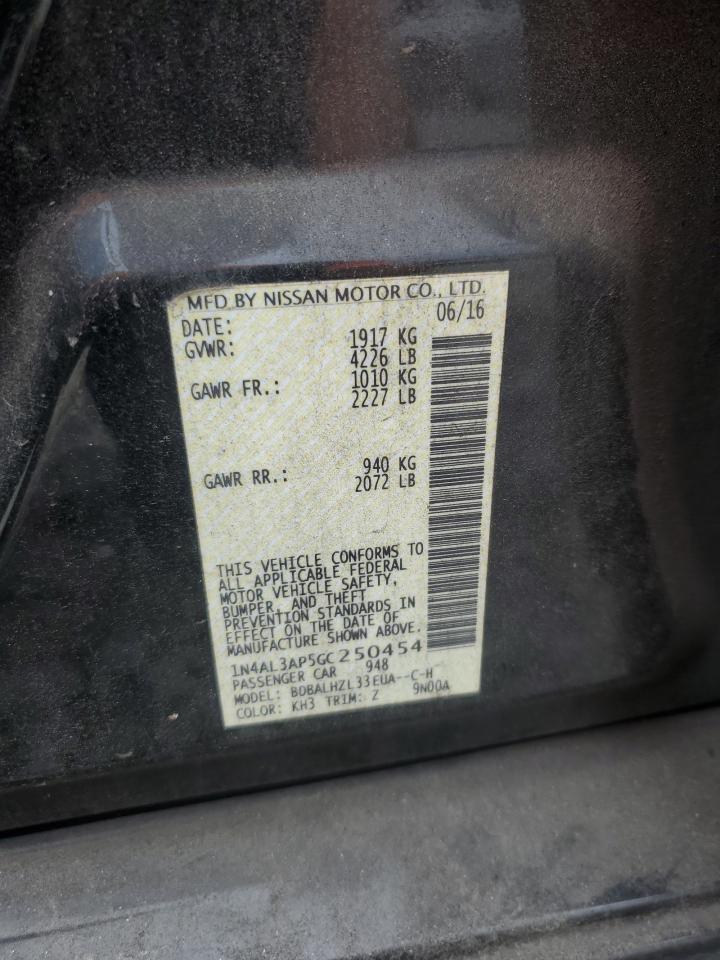 MFD BY NISSAN MOTOR CO., LTD.
DATE: 06/16
GVWR: 1917 KG
4226 LB
GAWR FR.: 1010 KG
2227 LB
GAWR RR.: 940 KG
2072 LB
THIS VEHICLE CONFORMS TO
ALL APPLICABLE FEDERAL
MOTOR VEHICLE SAFETY,
BUMPER, AND THEFT
PREVENTION STANDARDS IN
EFFECT ON THE DATE OF
MANUFACTURE SHOWN ABOVE.
1N4AL3AP5GC250454
PASSENGER CAR 948
MODEL: BDBALHZL33EUA--C-H
COLOR: KH3 TRIM: Z 9N00A